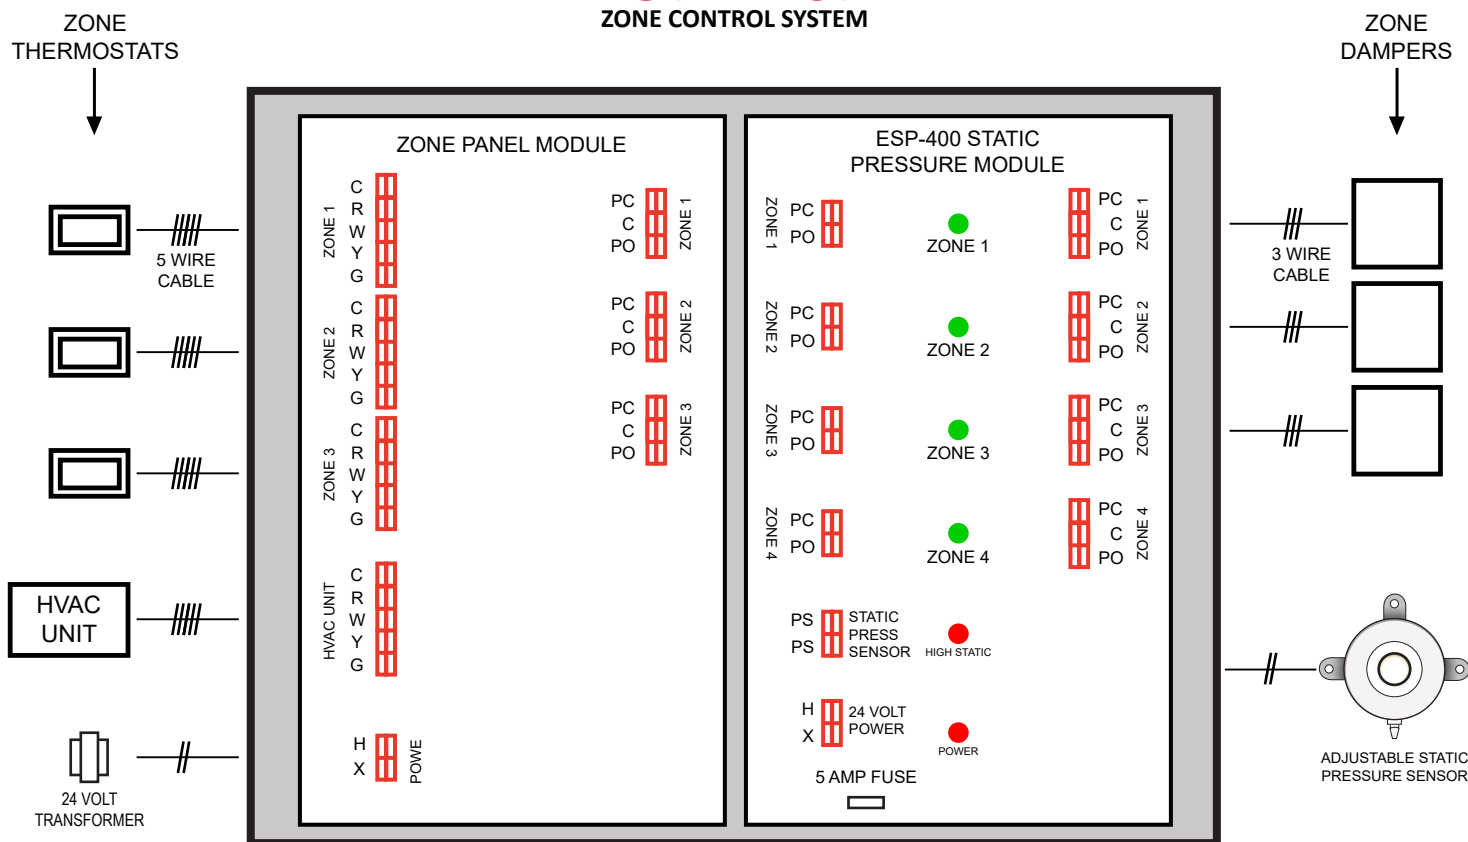 ZONE CONTROL SYSTEM
ZONE
THERMOSTATS
5 WIRE
CABLE
HVAC
UNIT
24 VOLT
TRANSFORMER
ZONE PANEL MODULE
ZONE 1
C
R
W
Y
G
ZONE 2
C
R
W
Y
G
ZONE 3
C
R
W
Y
G
HVAC UNIT
C
R
W
Y
G
H
X
POWE
PC
C
PO
ZONE 1
PC
C
PO
ZONE 2
PC
C
PO
ZONE 3
ESP-400 STATIC
PRESSURE MODULE
ZONE 1
PC
PO
ZONE 2
PC
PO
ZONE 3
PC
PO
ZONE 4
PC
PO
PS
PS
STATIC
PRESS
SENSOR
H
X
24 VOLT
POWER
5 AMP FUSE
ZONE 1
ZONE 2
ZONE 3
ZONE 4
HIGH STATIC
POWER
PC
C
PO
ZONE 1
PC
C
PO
ZONE 2
PC
C
PO
ZONE 3
PC
C
PO
ZONE 4
ZONE
DAMPERS
3 WIRE
CABLE
ADJUSTABLE STATIC
PRESSURE SENSOR